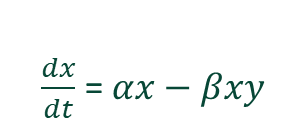 dx/dt = αx − βxy